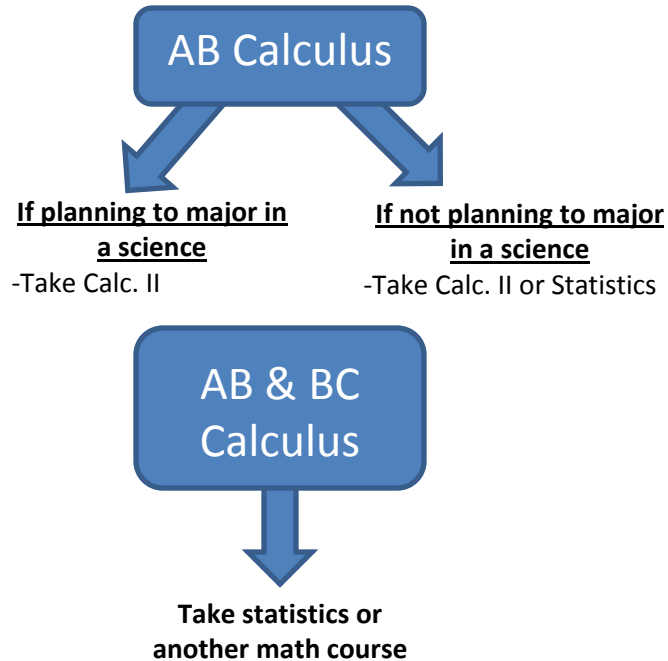 AB Calculus
If planning to major in
a science
-Take Calc. II
If not planning to major
in a science
-Take Calc. II or Statistics
AB & BC
Calculus
Take statistics or
another math course